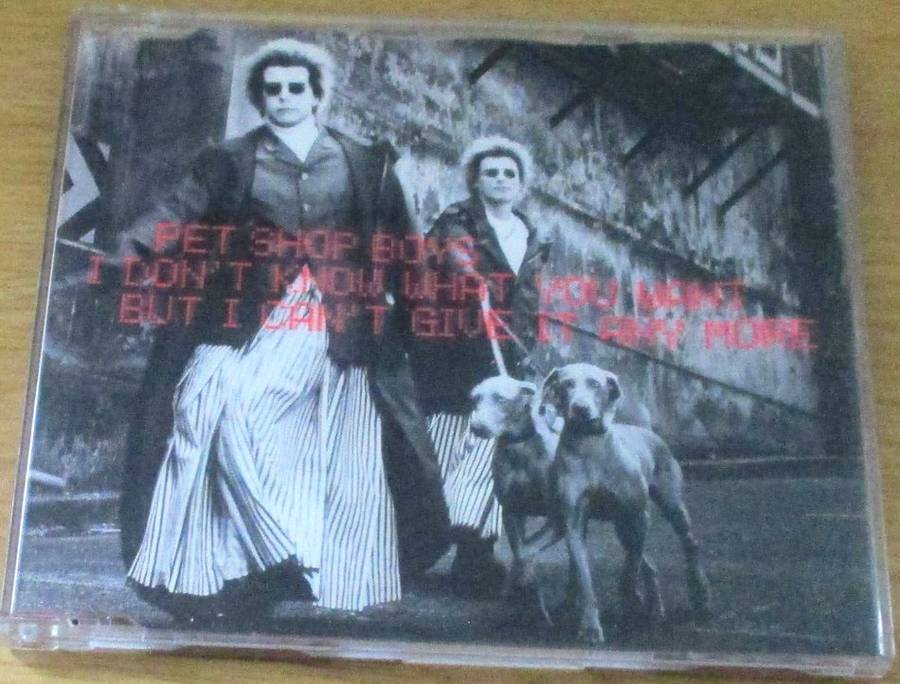 PET SHOP BOYS
I DON'T KNOW WHAT YOU WANT
BUT I CAN'T GIVE IT ANY MORE